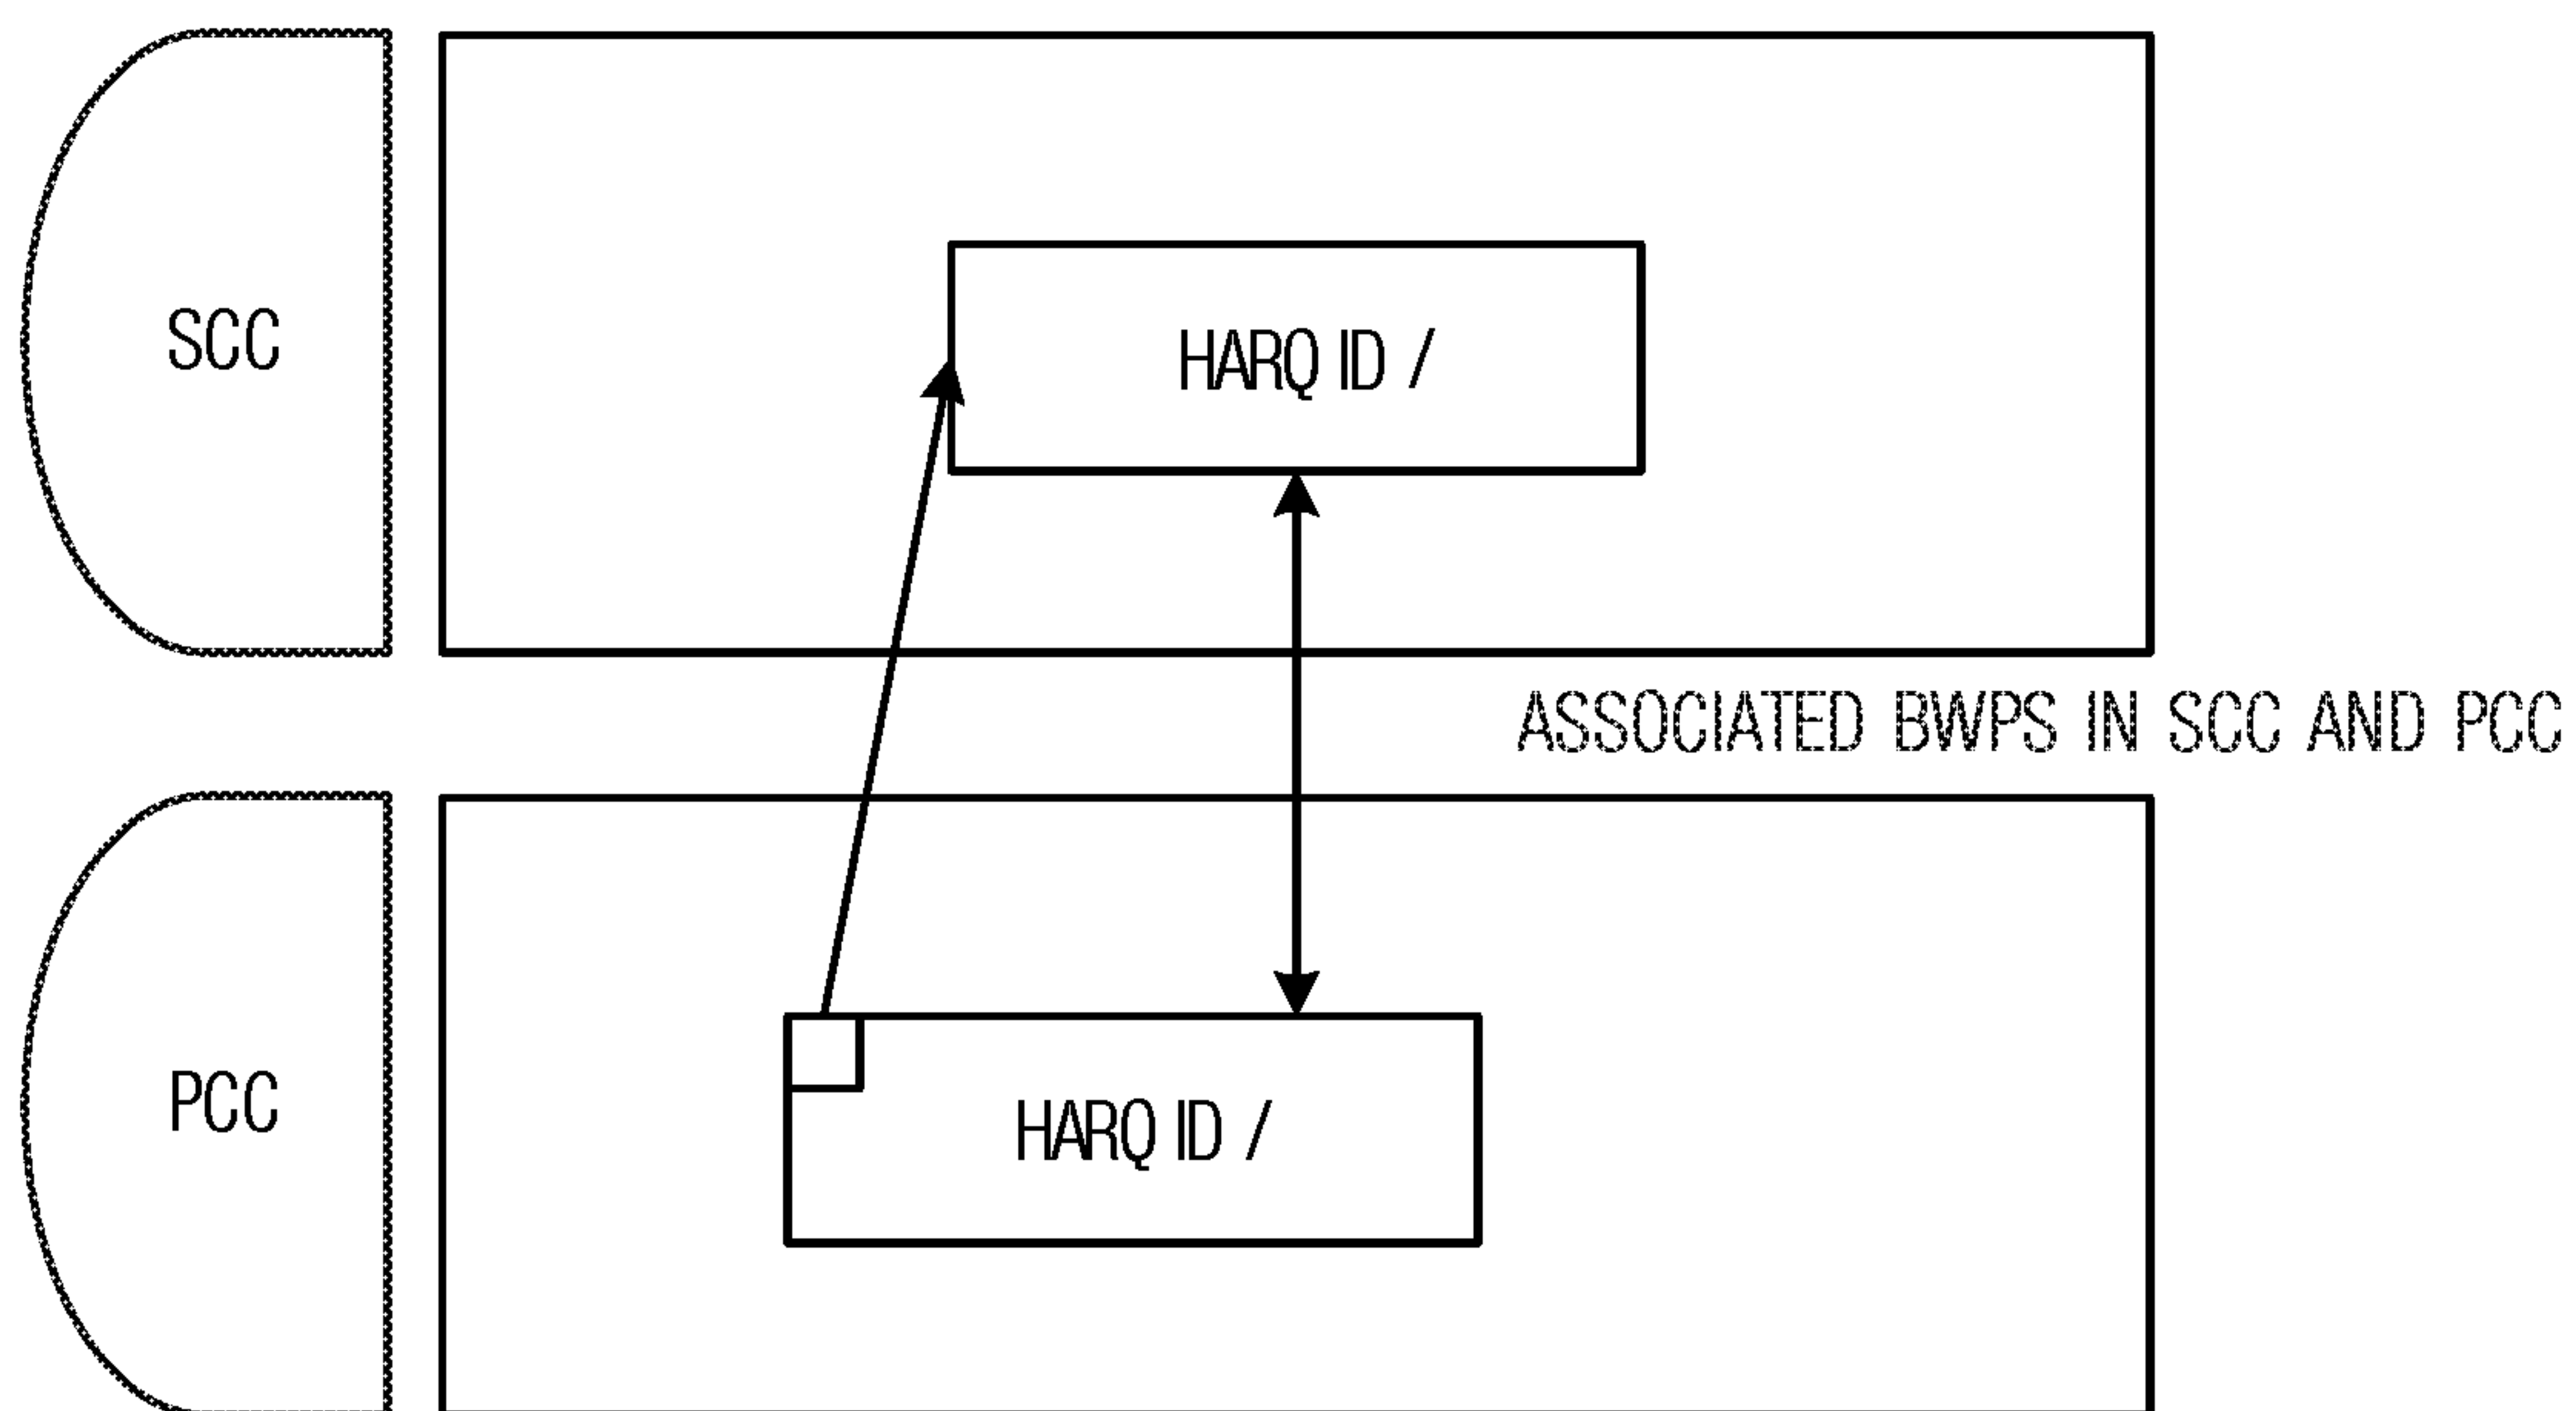 SCC
HARQ ID /
ASSOCIATED BWPS IN SCC AND PCC
PCC
HARQ ID /